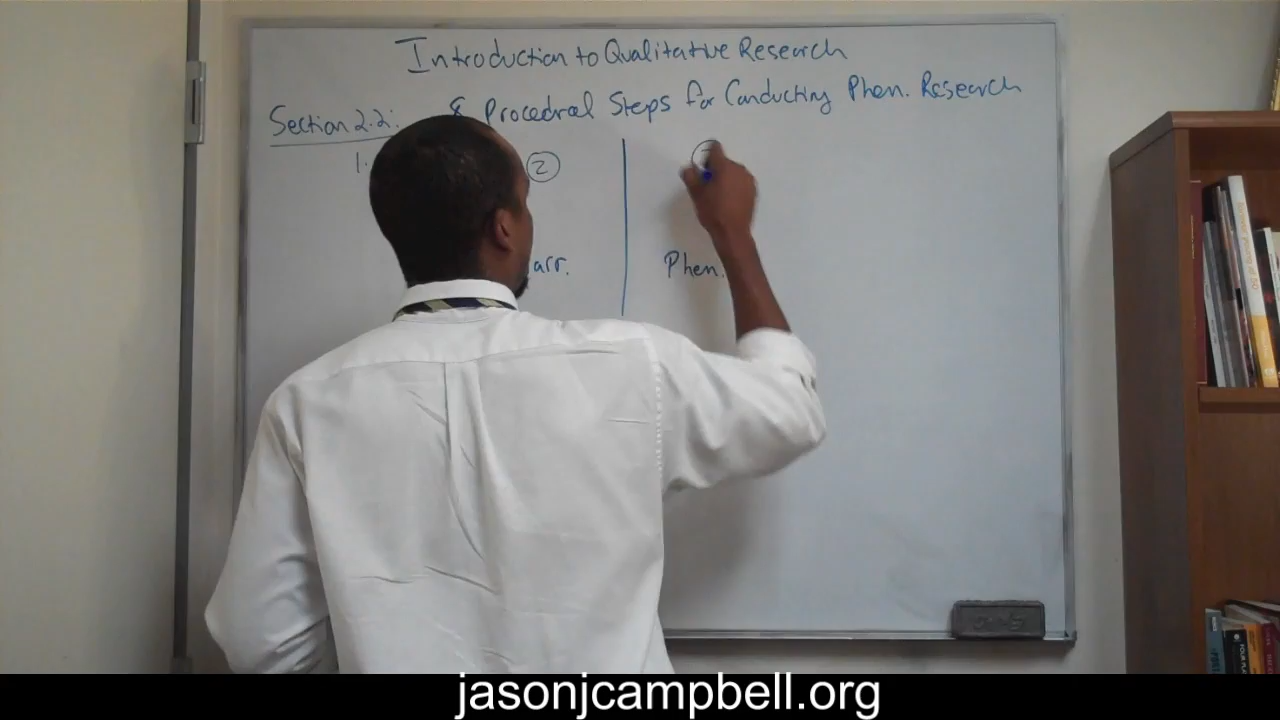 Introduction to Qualitative Research
Section 2.2: 8 Procedral Steps for Conducting Phen. Research
1. ②
arr. Phen.
jasonjcampbell.org